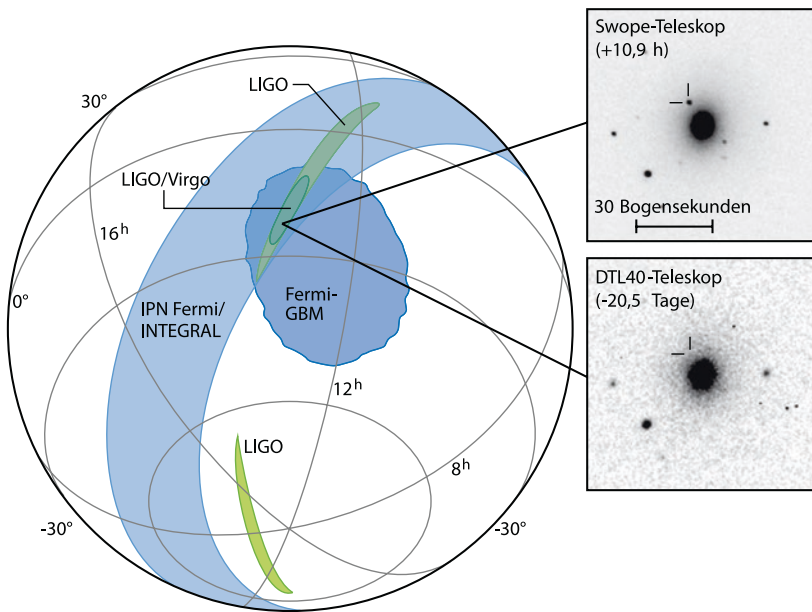 30°
LIGO
LIGO/Virgo
16h
0°
IPN Fermi/
INTEGRAL
Fermi-
GBM
12h
LIGO
8h
-30°
-30°
Swope-Teleskop
(+10,9 h)
30 Bogensekunden
DTL40-Teleskop
(-20,5 Tage)